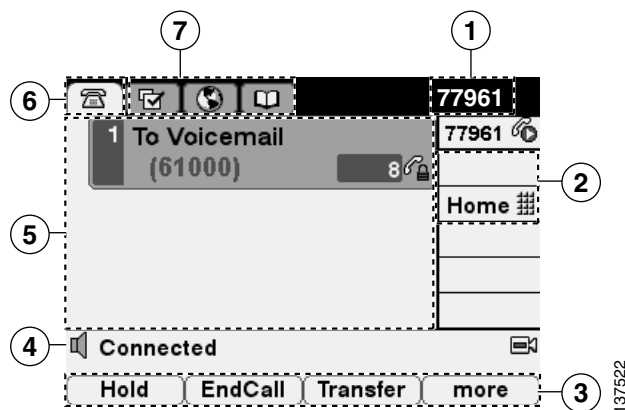 7
1
6
77961
1 To Voicemail
77961
(61000)
8
2
Home
5
4
Connected
Hold
EndCall
Transfer
more
3
137522